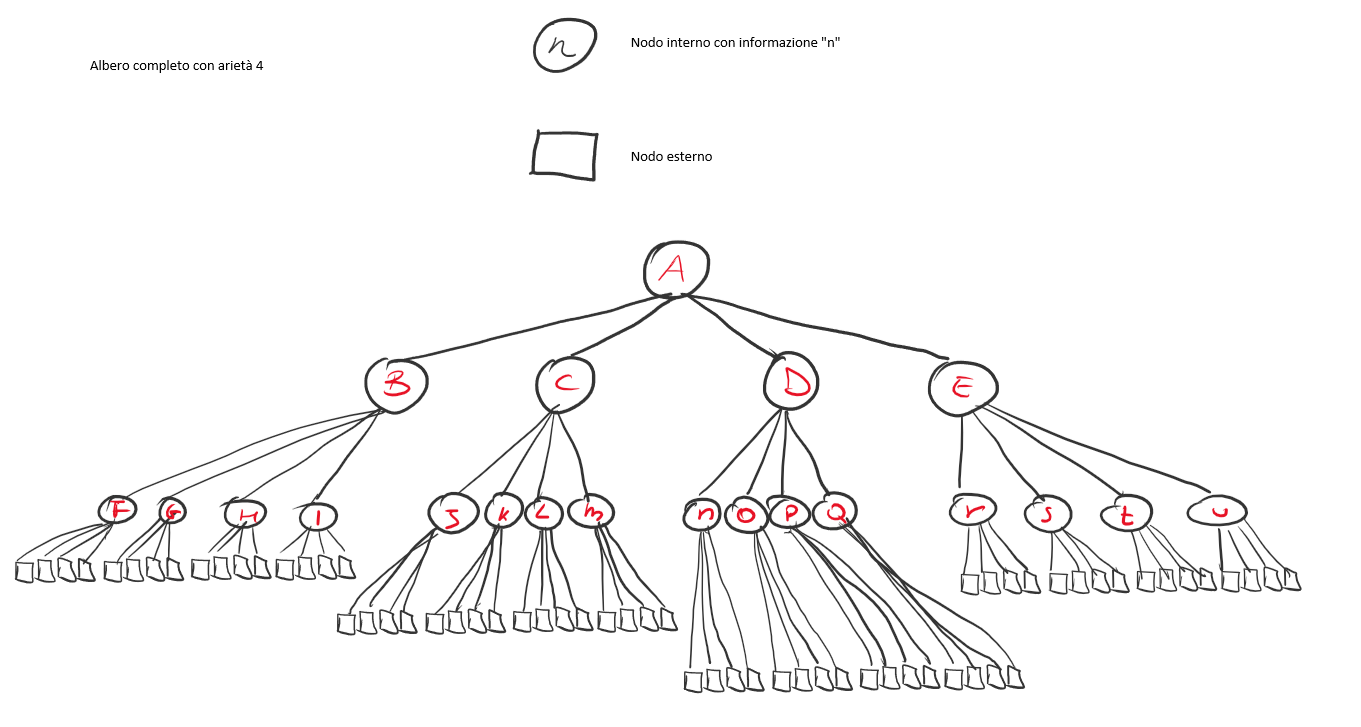 n
Nodo interno con informazione "n"
Albero completo con arietà 4
Nodo esterno
A
B C D E
F G H I J K L m n O P Q r s t u